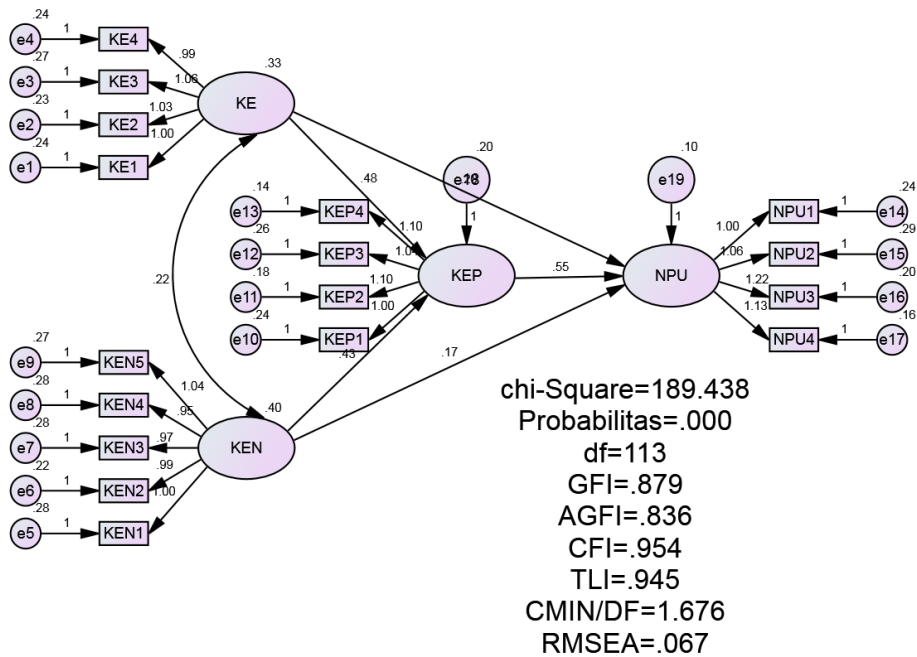 .24
e4 1 KE4
.27
.99
.33
e3 1 KE3
1.06
.23
KE
e2 1 KE2
1.03
.24
1.00
e1 1 KE1
.20
.10
.48
e19
.14
e13 1 KEP4
1
1
.24
NPU1 1 e14
1.10
1.00
.26
.29
e12 1 KEP3
1.06
NPU2 1 e15
.18
KEP
.55
NPU
.20
e11 1 KEP2
1.10
1.22
NPU3 1 e16
.22
.24
1.00
1.13
.16
e10 1 KEP1
NPU4 1 e17
.43
.17
.27
e9 1 KEN5
1.04
.28
e8 1 KEN4
.95
.40
.28
e7 1 KEN3
.97
KEN
.22
e6 1 KEN2
.99
.28
1.00
e5 1 KEN1
chi-Square=189.438
Probabilitas=.000
df=113
GFI=.879
AGFI=.836
CFI=.954
TLI=.945
CMIN/DF=1.676
RMSEA=.067